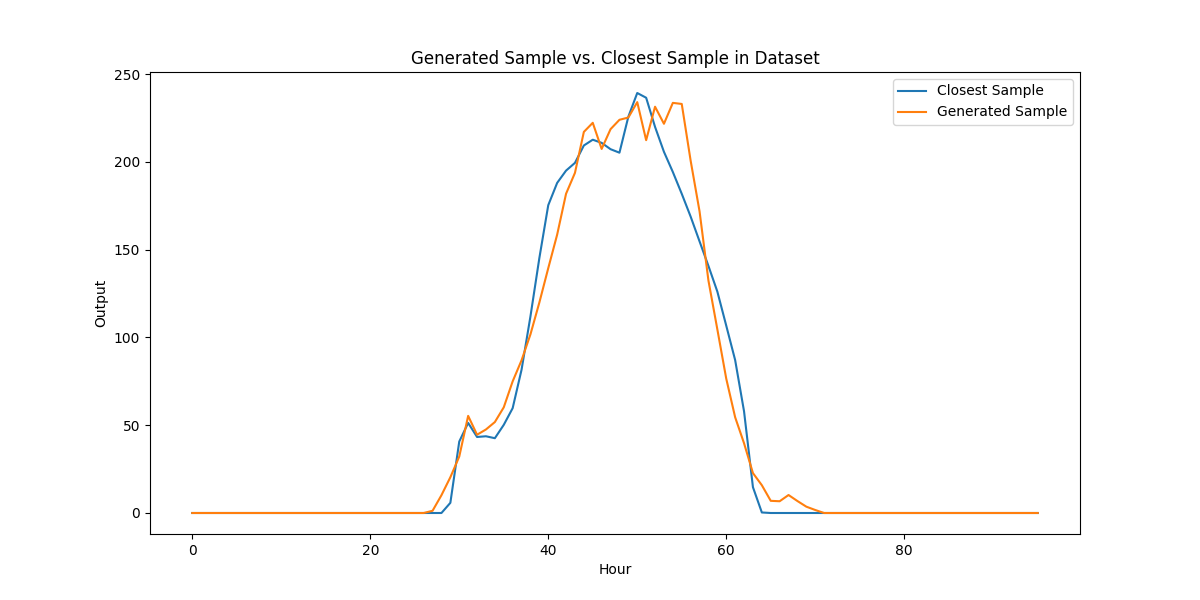 Generated Sample vs. Closest Sample in Dataset
250
200
150
100
50
0
Output
Closest Sample
Generated Sample
0 20 40 60 80
Hour